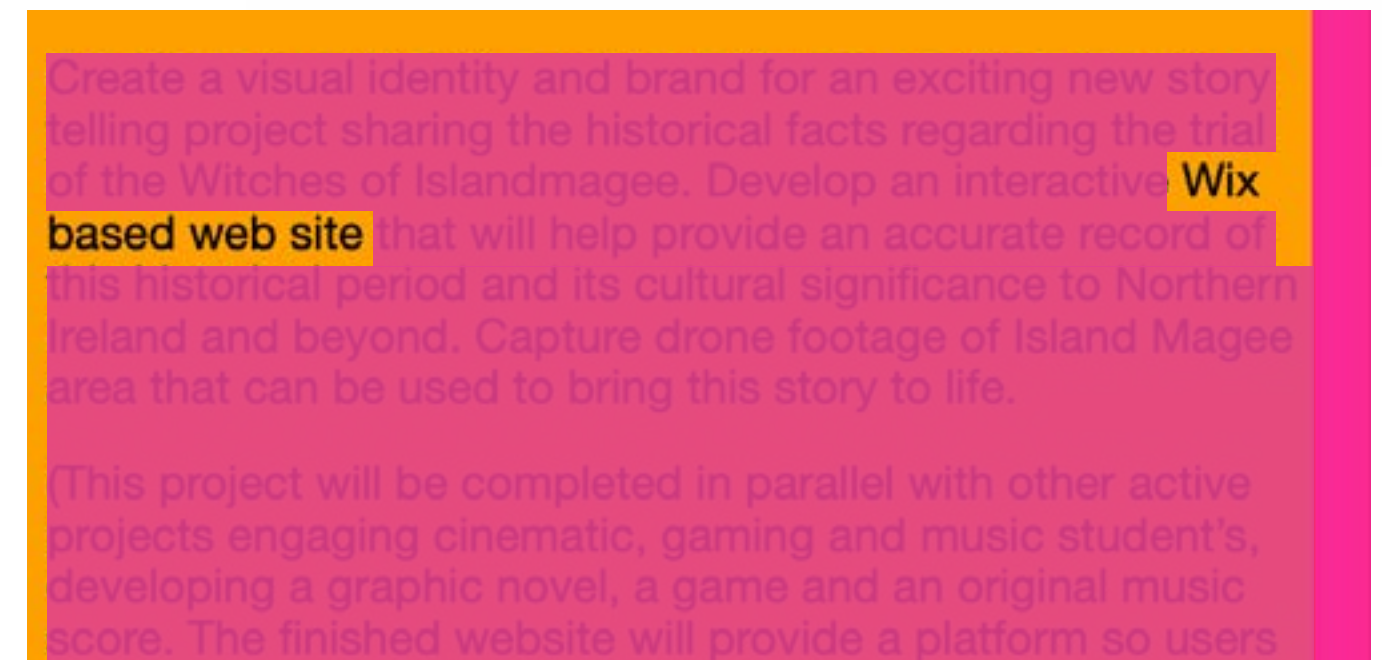 Create a visual identity and brand for an exciting new story
telling project sharing the historical facts regarding the trial
of the Witches of Islandmagee. Develop an interactive Wix
based web site that will help provide an accurate record of
this historical period and its cultural significance to Northern
Ireland and beyond. Capture drone footage of Island Magee
area that can be used to bring this story to life.
(This project will be completed in parallel with other active
projects engaging cinematic, gaming and music student's,
developing a graphic novel, a game and an original music
score. The finished website will provide a platform so users